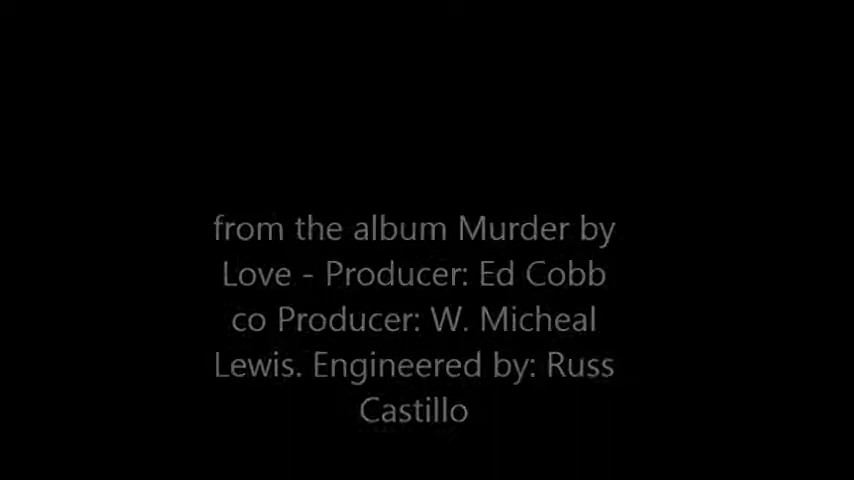 from the album Murder by
Love - Producer: Ed Cobb
co Producer: W. Micheal
Lewis. Engineered by: Russ
Castillo